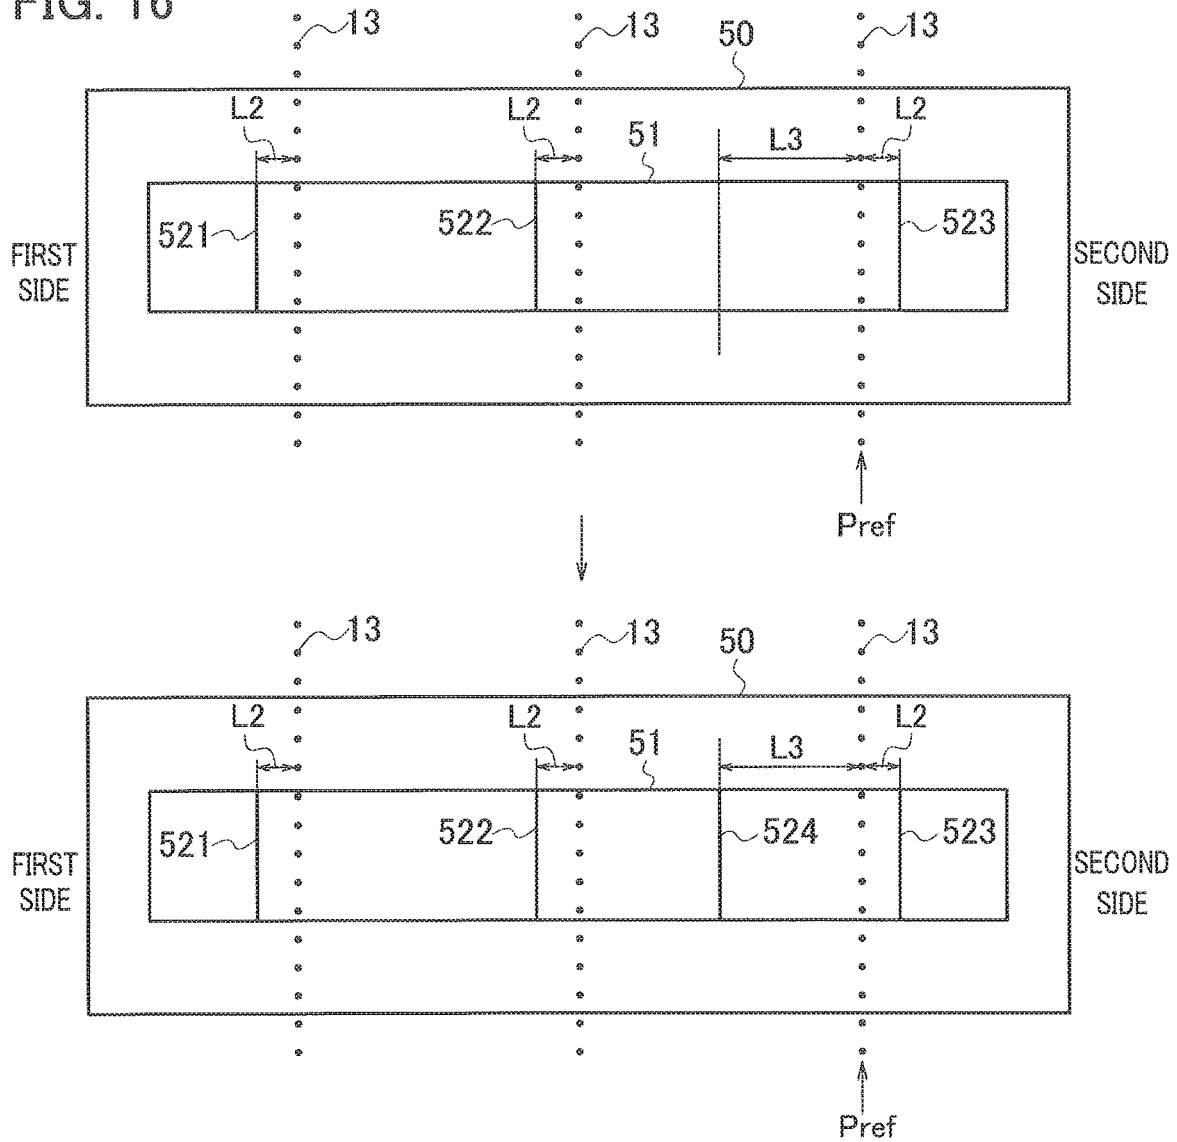 FIG. 16
13 13 13
50
L2 L2 51 L3 L2
521 522 523
FIRST SIDE
SECOND SIDE
Pref
13 13 13
50
L2 L2 51 L3 L2
521 522 524 523
FIRST SIDE
SECOND SIDE
Pref